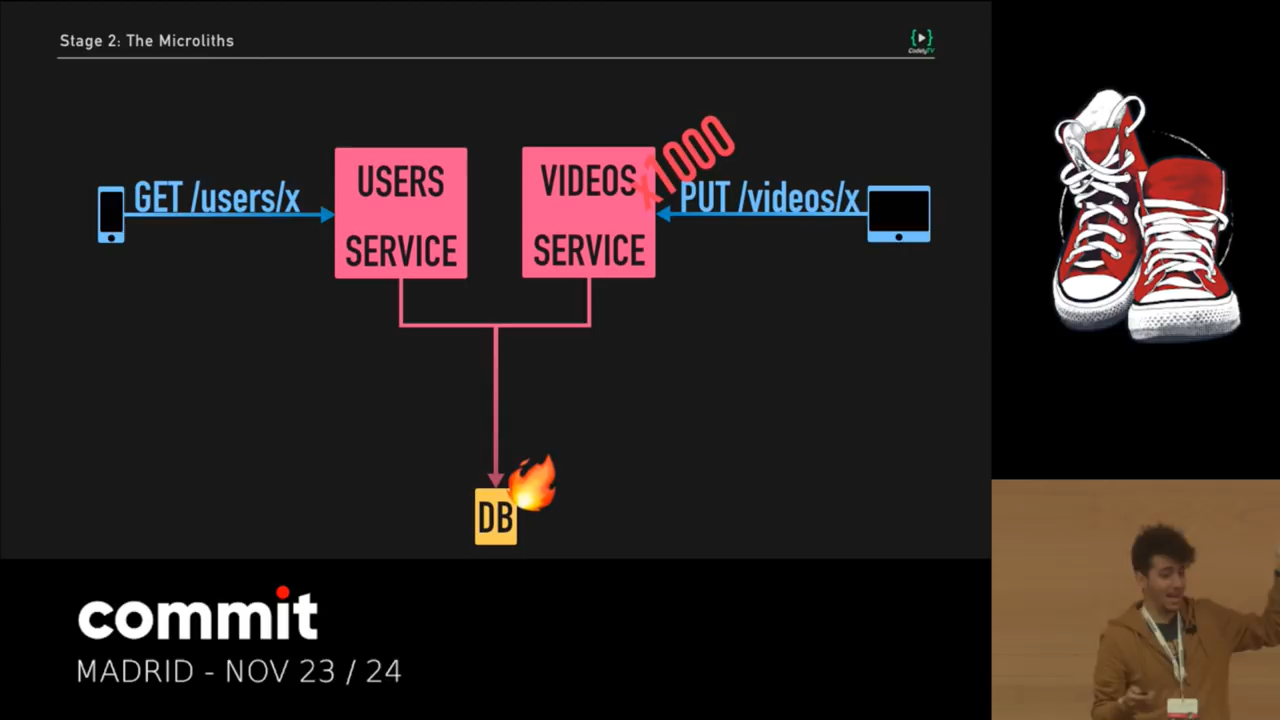 Stage 2: The Microliths
CodelyTV
x1000
GET /users/x
USERS
SERVICE
VIDEOS
SERVICE
PUT /videos/x
DB
commit
MADRID - NOV 23 / 24